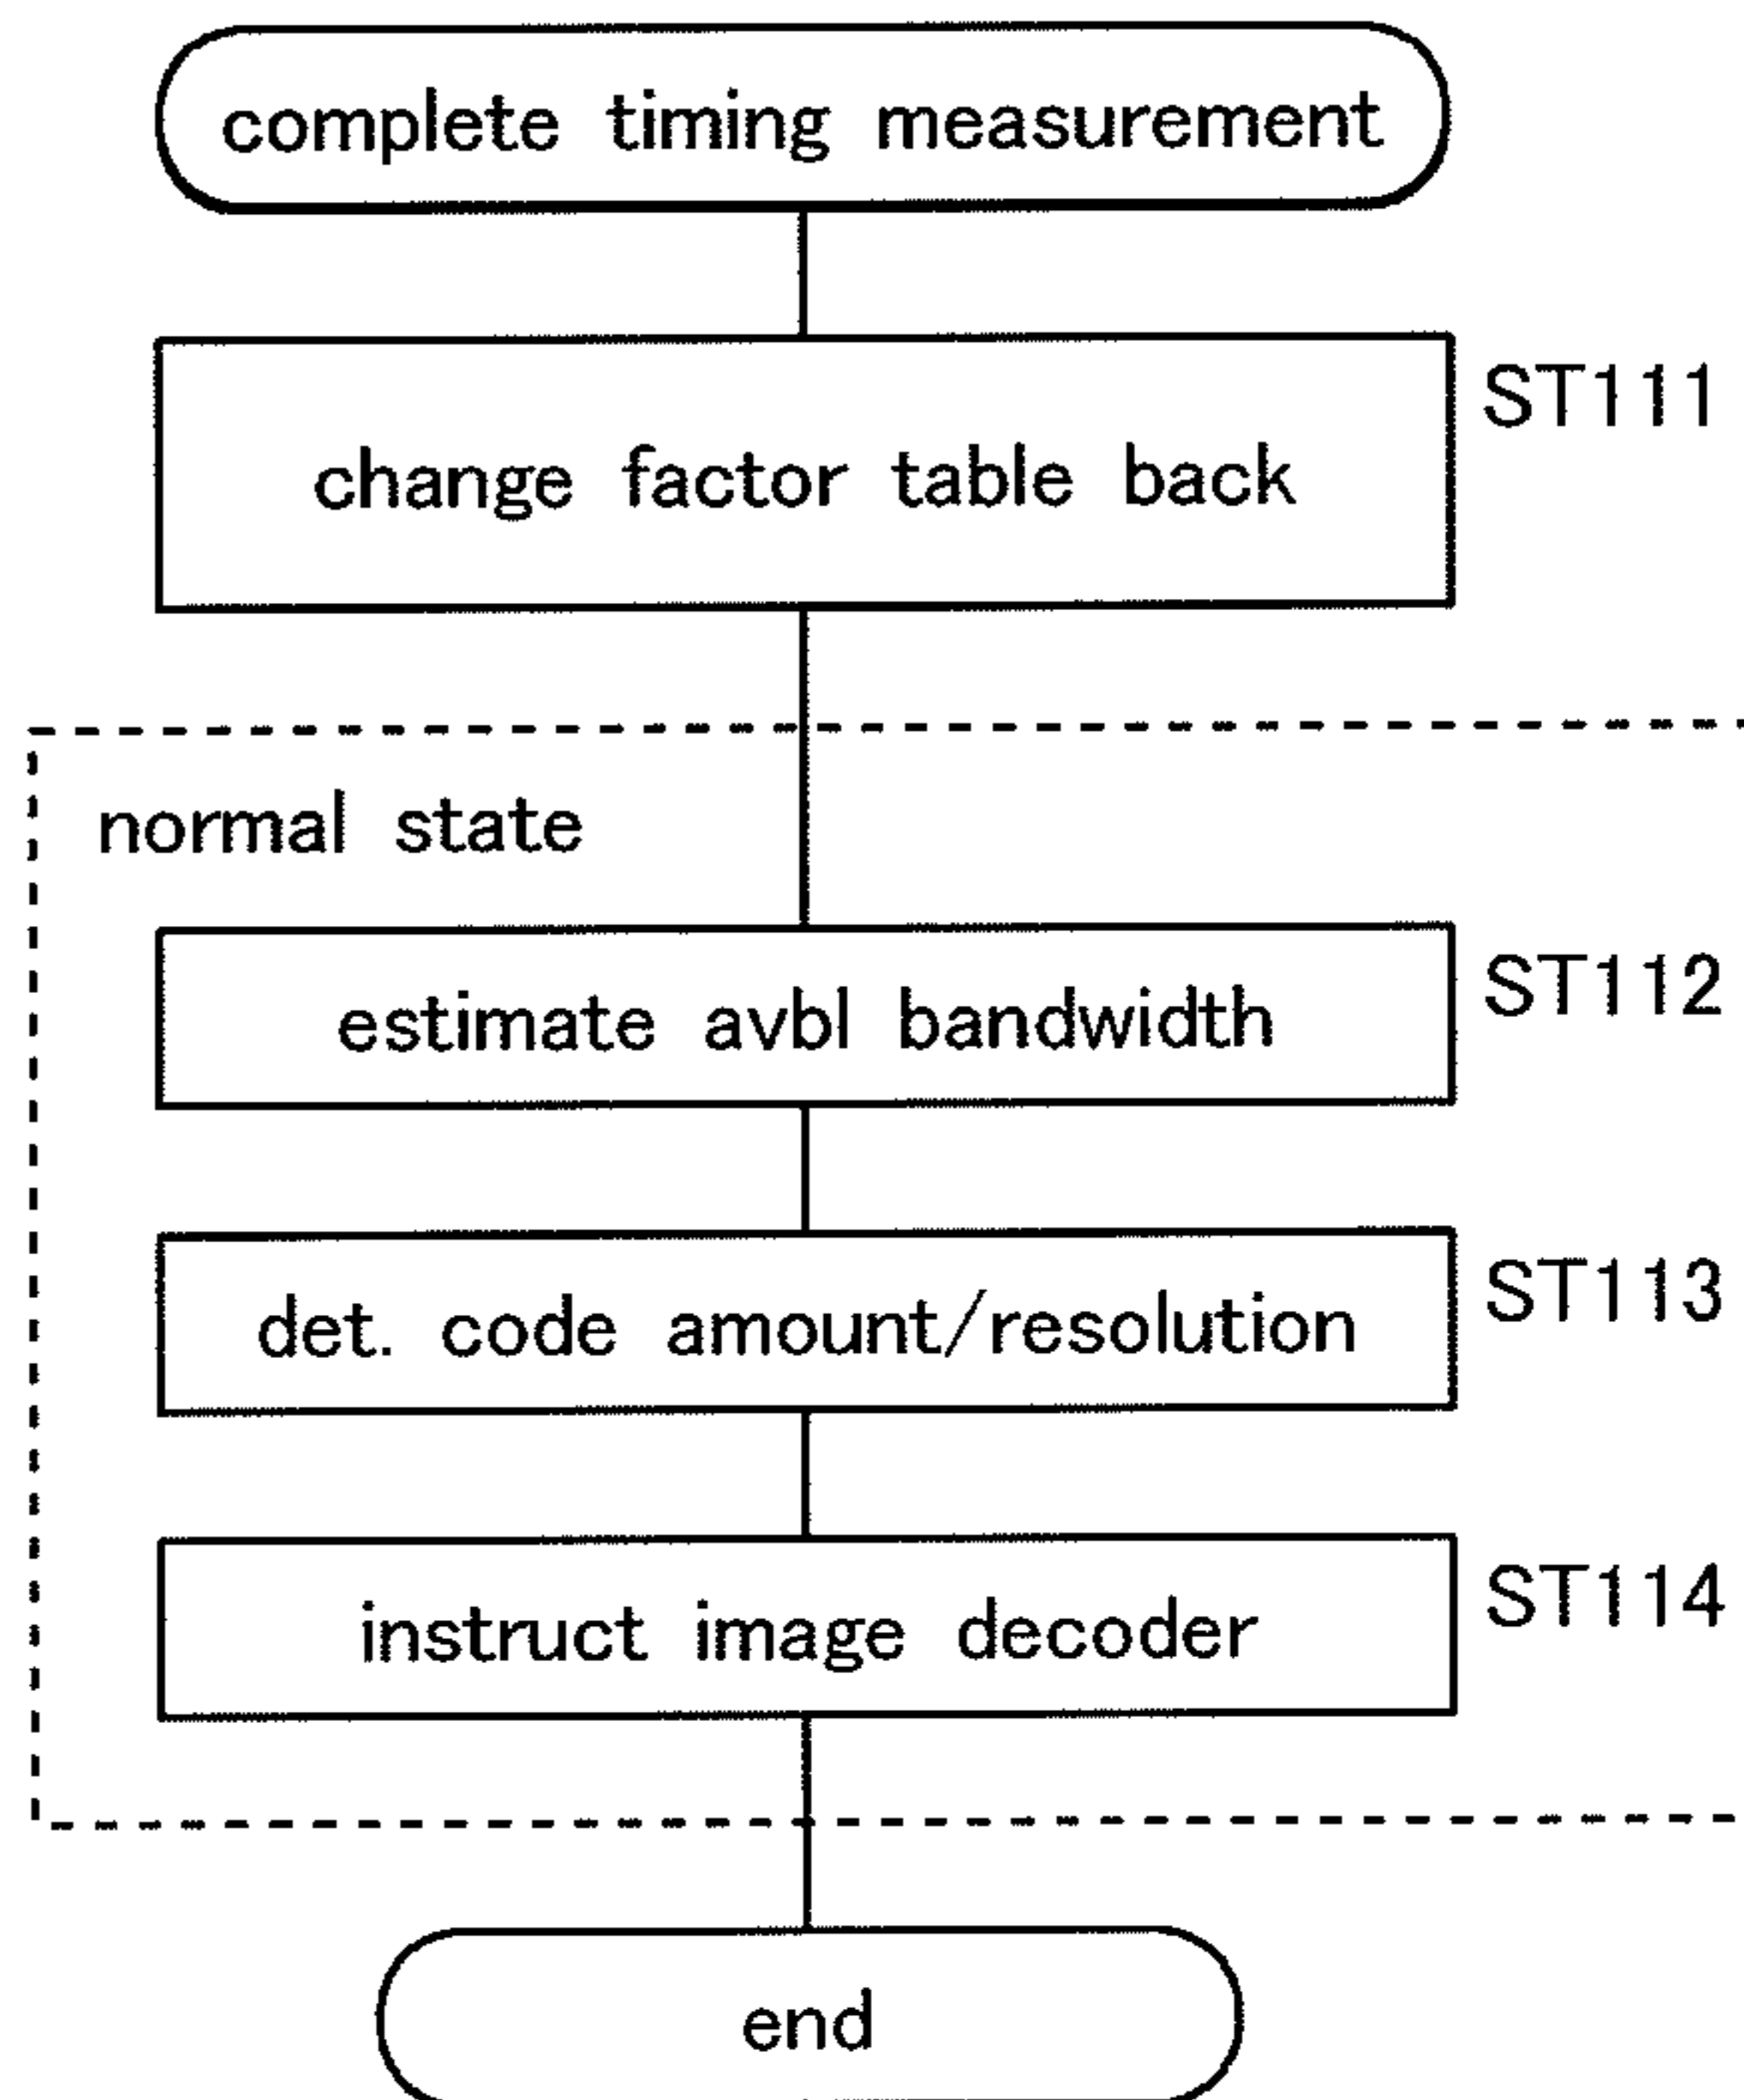 complete timing measurement
ST111
change factor table back
normal state
ST112
estimate avbl bandwidth
ST113
det. code amount/resolution
ST114
instruct image decoder
end